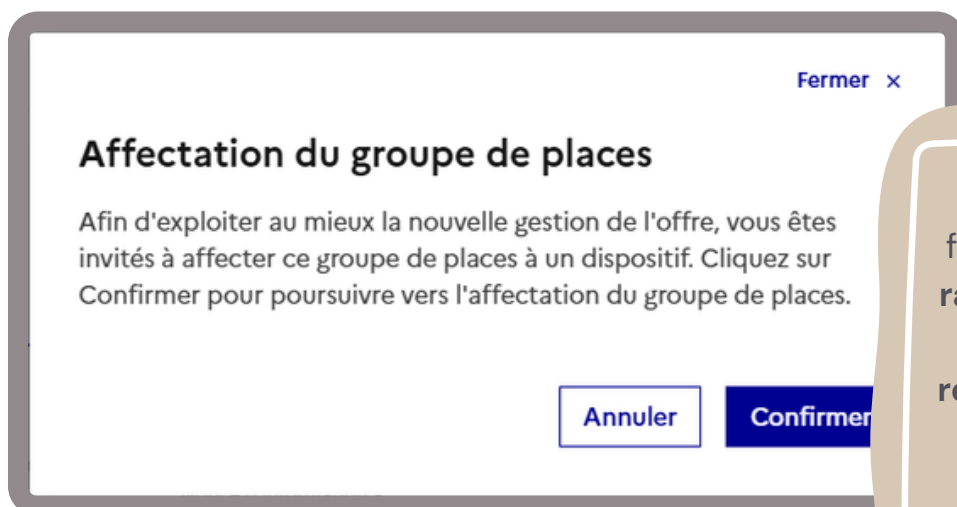 Fermer ×
Affectation du groupe de places
Afin d'exploiter au mieux la nouvelle gestion de l'offre, vous êtes
invités à affecter ce groupe de places à un dispositif. Cliquez sur
Confirmer pour poursuivre vers l'affectation du groupe de places.
Annuler
Confirmer